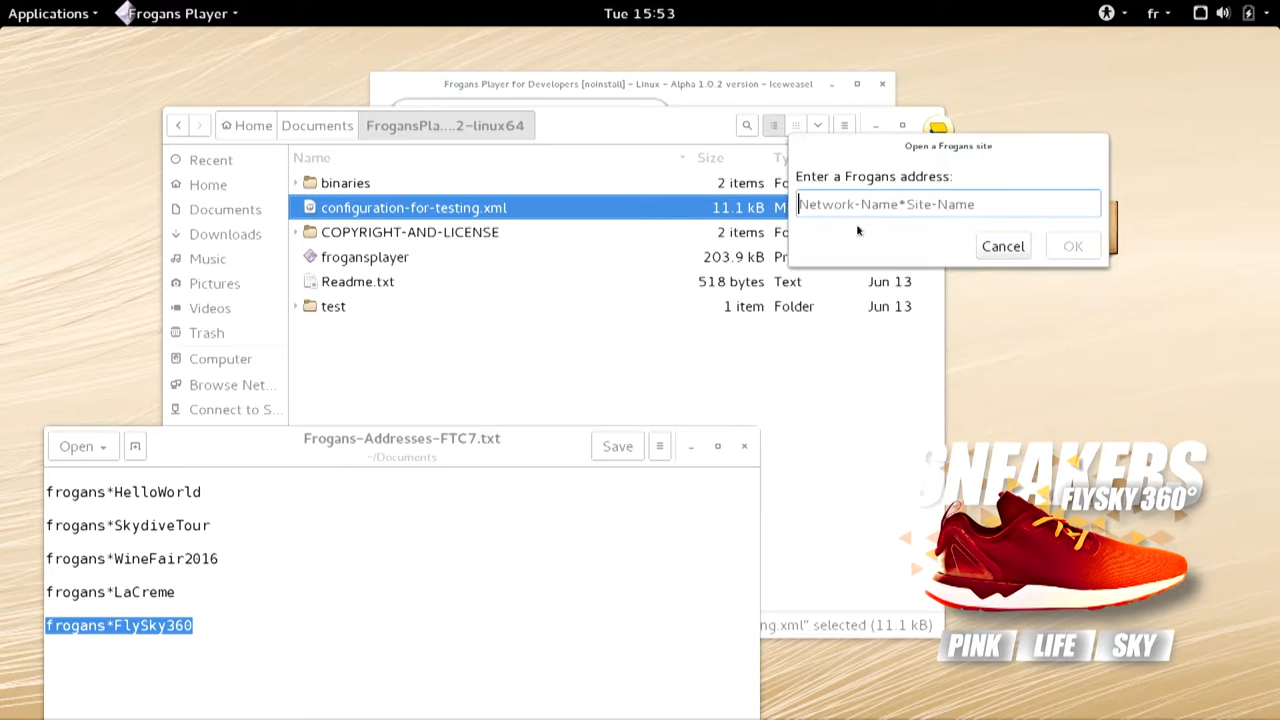 Applications Frogans Player Tue 15:53 fr
Frogans Player for Developers [noinstall] – Linux – Alpha 1.0.2 version – Iceweasel
Home Documents FrogansPla....2-linux64
Recent
Home
Documents
Downloads
Music
Pictures
Videos
Trash
Computer
Browse Net...
Connect to S...
Name Size Ty
binaries 2 items Fo
configuration-for-testing.xml 11.1 kB M
COPYRIGHT-AND-LICENSE 2 items Fo
frogansplayer 203.9 kB Pr
Readme.txt 518 bytes Text Jun 13
test 1 item Folder Jun 13
ng.xml” selected (11.1 kB)
Open a Frogans site
Enter a Frogans address:
Network-Name*Site-Name
Cancel OK
Open Frogans-Addresses-FTC7.txt Save
~/Documents
frogans*HelloWorld
frogans*SkydiveTour
frogans*WineFair2016
frogans*LaCreme
frogans*FlySky360
SNEAKERS
FLYSKY 360°
PINK LIFE SKY